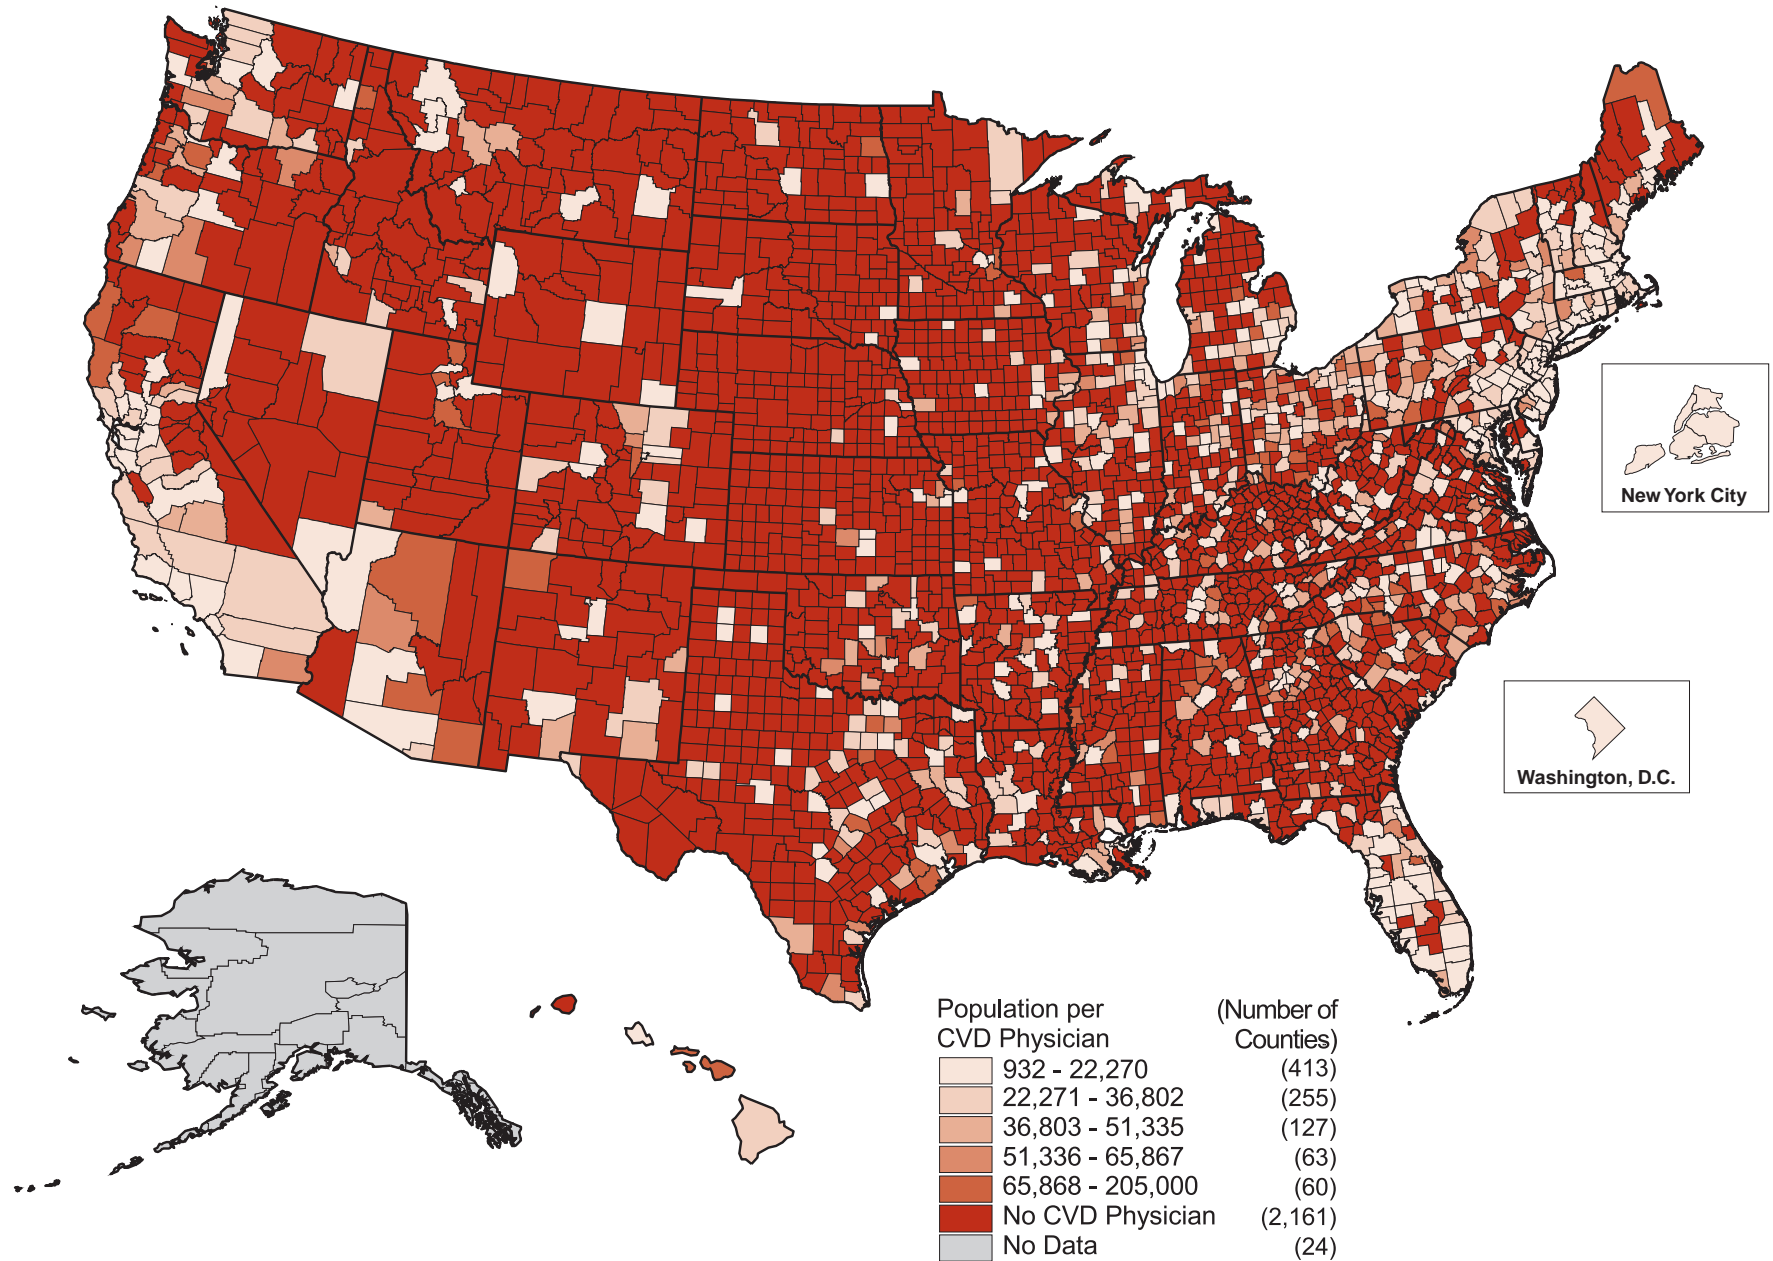 New York City
Washington, D.C.
Population per (Number of
CVD Physician Counties)
932 - 22,270 (413)
22,271 - 36,802 (255)
36,803 - 51,335 (127)
51,336 - 65,867 (63)
65,868 - 205,000 (60)
No CVD Physician (2,161)
No Data (24)